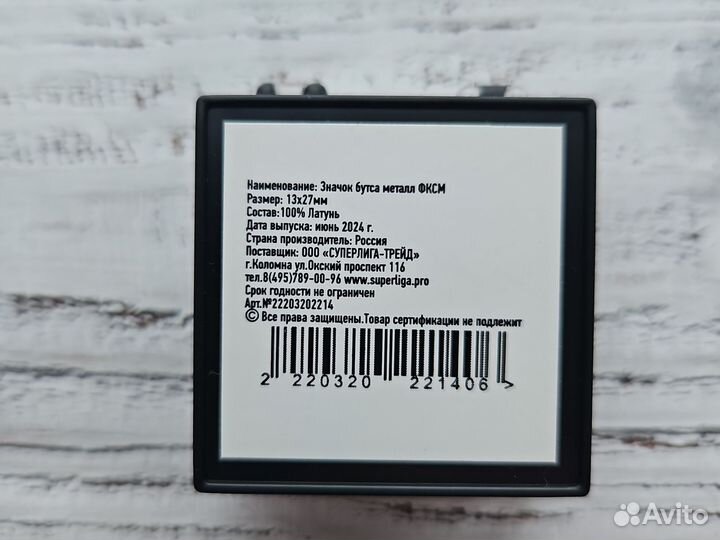 Наименование: Значок бутса металл ФКСМ
Размер: 13х27мм
Состав:100% Латунь
Дата выпуска: июнь 2024 г.
Страна производитель: Россия
Поставщик: ООО «СУПЕРЛИГА-ТРЕЙД»
г.Коломна ул.Окский проспект 116
тел.8(495)789-00-96 www.superliga.pro
Срок годности не ограничен
Арт.№22203202214
© Все права защищены.Товар сертификации не подлежит
2 220320 221406 >
Avito